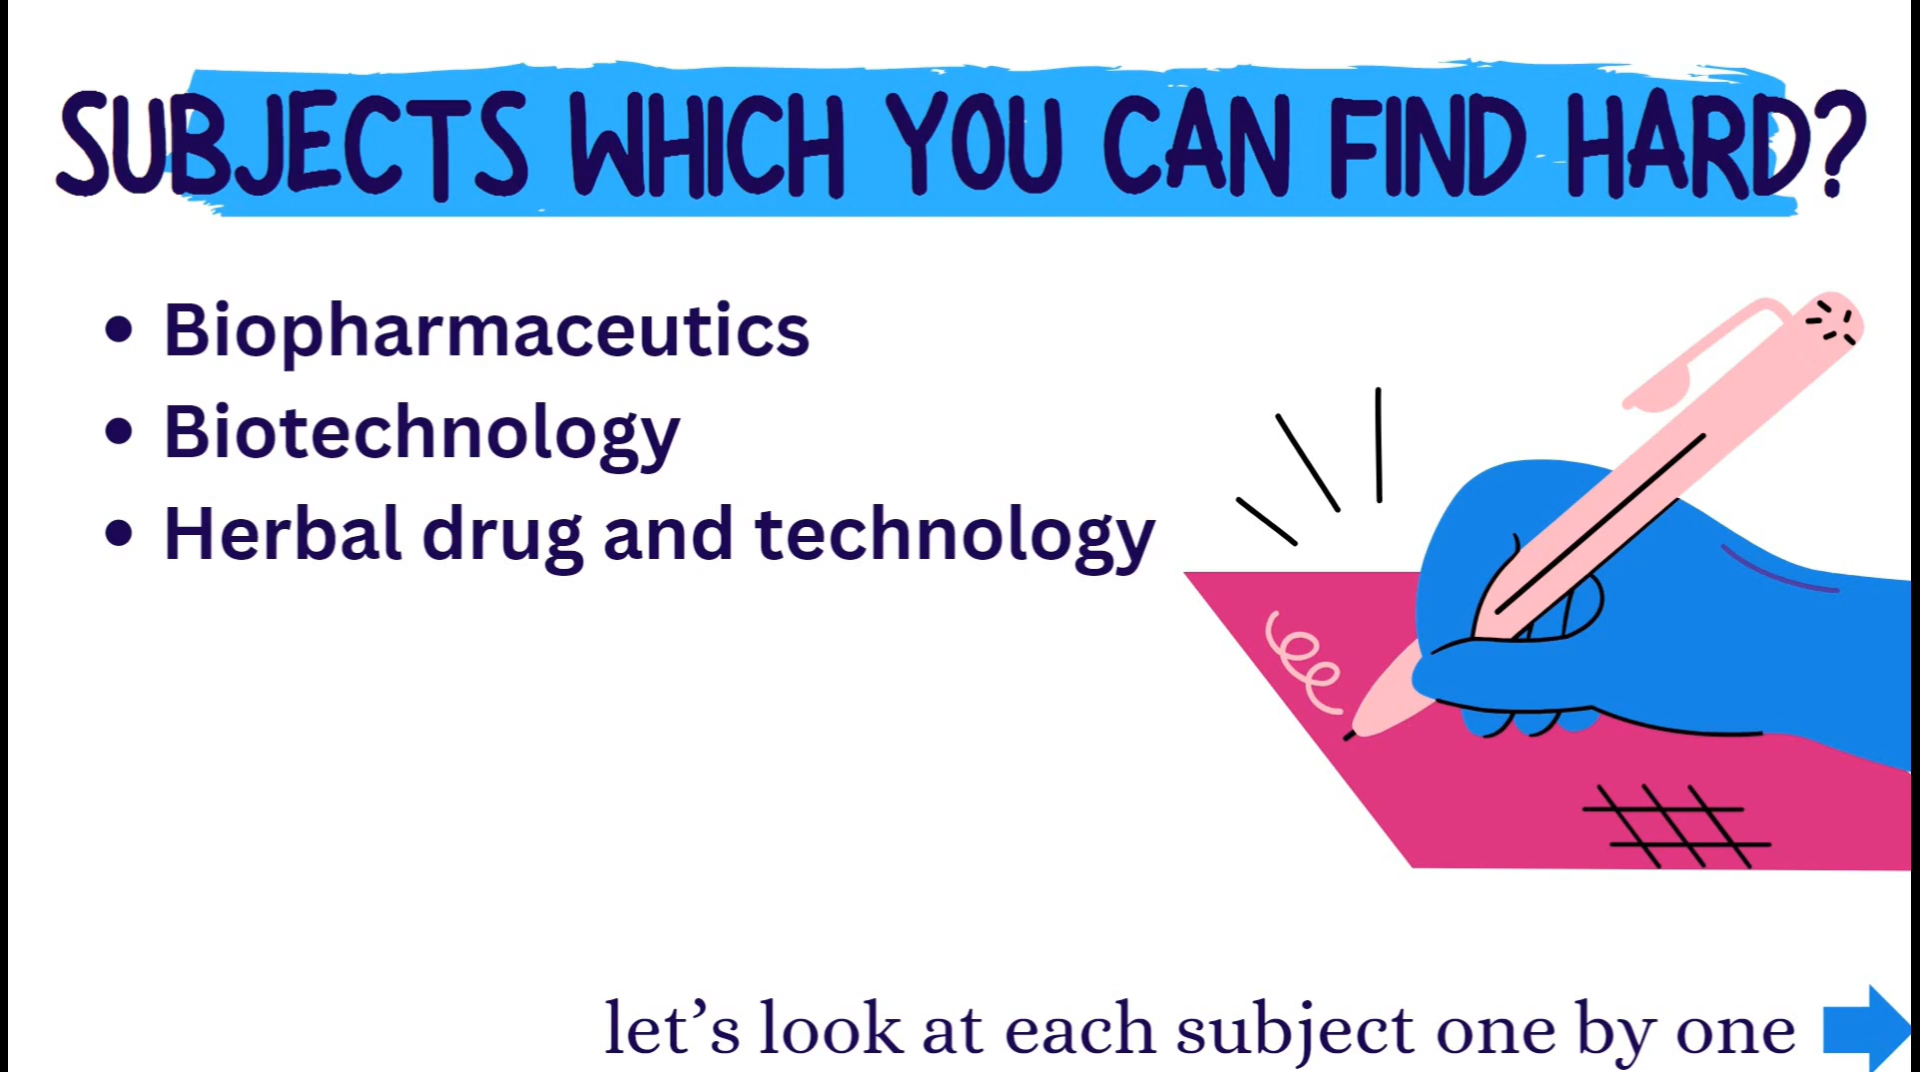 SUBJECTS WHICH YOU CAN FIND HARD?
• Biopharmaceutics
• Biotechnology
• Herbal drug and technology
let’s look at each subject one by one